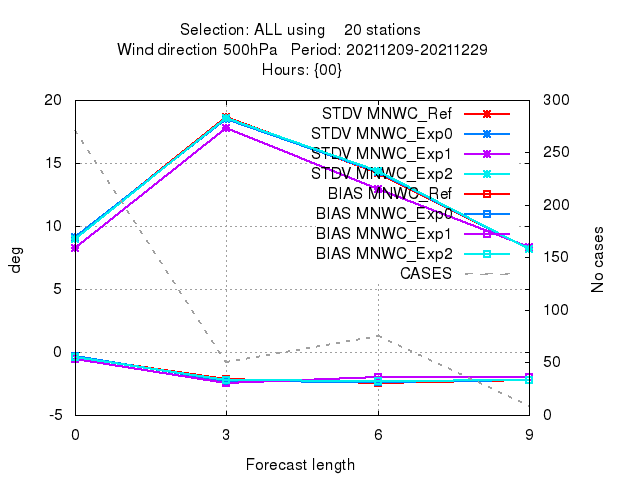 Selection: ALL using    20 stations
Wind direction 500hPa   Period: 20211209-20211229
Hours: {00}
20
15
10
5
0
-5
300
250
200
150
100
50
0
deg
No cases
STDV MNWC_Ref
STDV MNWC_Exp0
STDV MNWC_Exp1
STDV MNWC_Exp2
BIAS MNWC_Ref
BIAS MNWC_Exp0
BIAS MNWC_Exp1
BIAS MNWC_Exp2
CASES
0 3 6 9
Forecast length